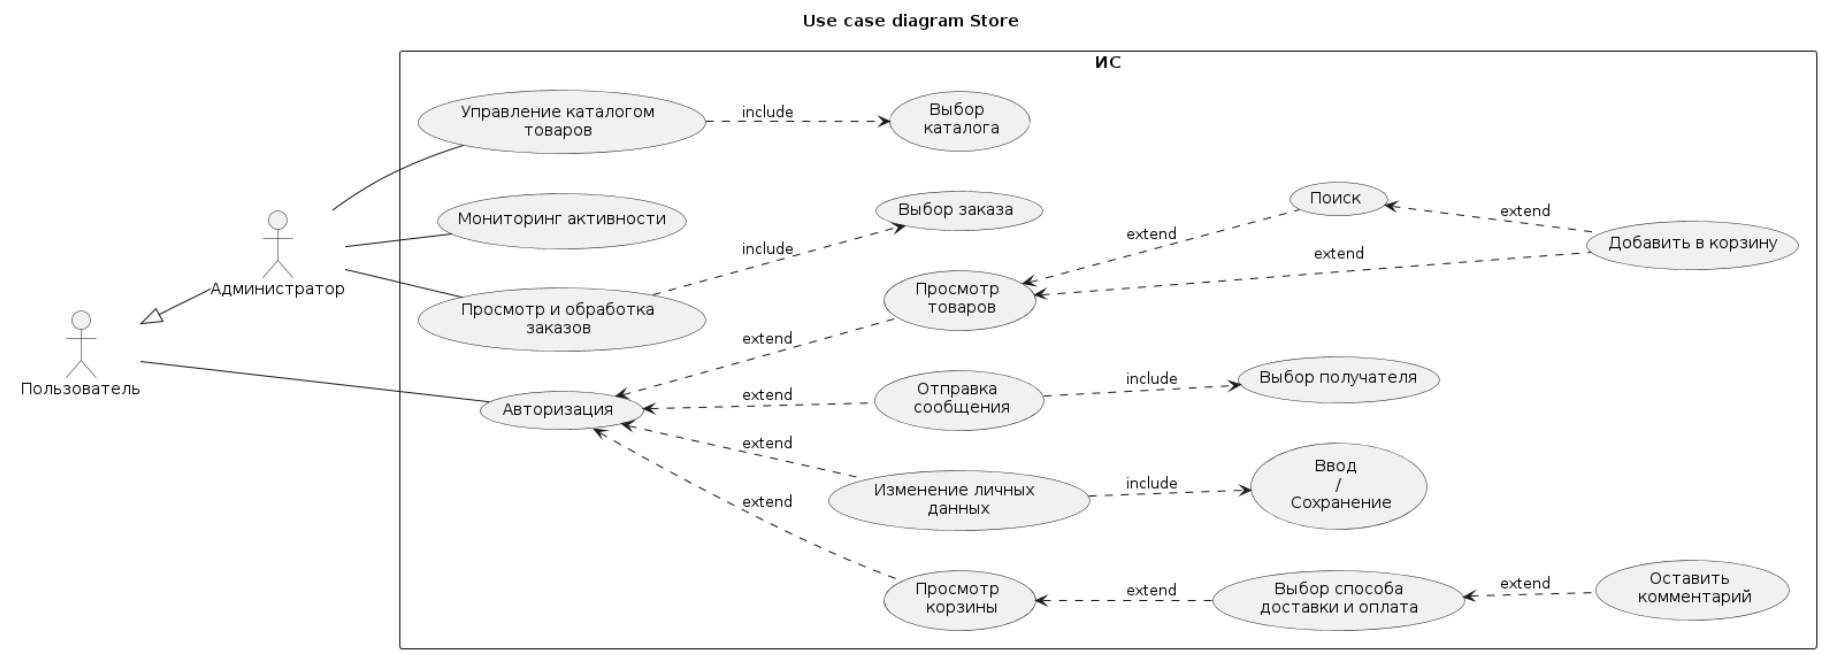 Use case diagram Store
ИС
Управление каталогом
товаров
include
Выбор
каталога
Мониторинг активности
Выбор заказа
Поиск
extend
Добавить в корзину
extend
include
extend
Администратор
Просмотр
товаров
Просмотр и обработка
заказов
extend
Пользователь
Авторизация
extend
Отправка
сообщения
include
Выбор получателя
extend
Изменение личных
данных
include
Ввод
/
Сохранение
extend
Просмотр
корзины
extend
Выбор способа
доставки и оплата
extend
Оставить
комментарий